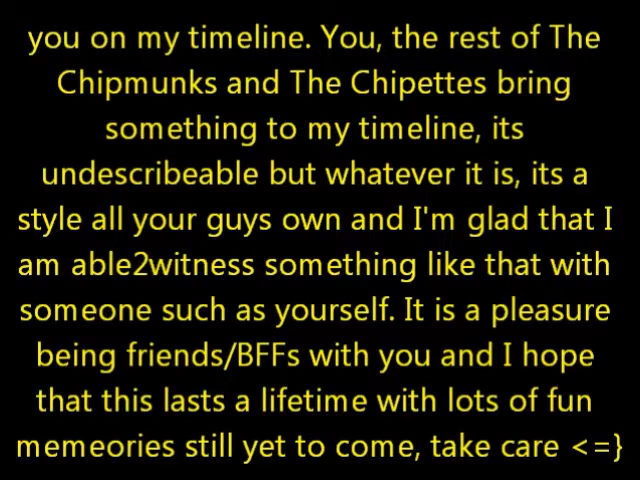 you on my timeline. You, the rest of The
Chipmunks and The Chipettes bring
something to my timeline, its
undescribeable but whatever it is, its a
style all your guys own and I'm glad that I
am able2witness something like that with
someone such as yourself. It is a pleasure
being friends/BFFs with you and I hope
that this lasts a lifetime with lots of fun
memeories still yet to come, take care <=}